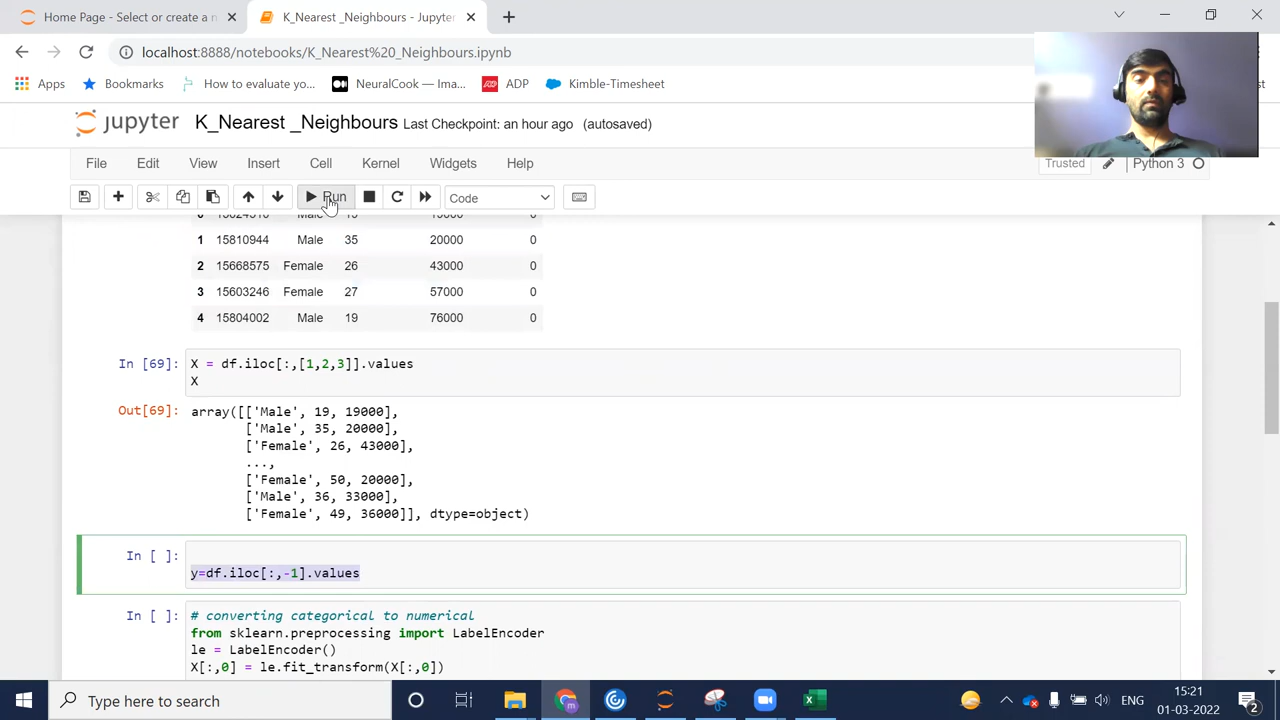 Home Page - Select or create a n
K_Nearest _Neighbours - Jupyter
localhost:8888/notebooks/K_Nearest%20_Neighbours.ipynb
Apps
Bookmarks
How to evaluate yo...
NeuralCook — Ima...
ADP
Kimble-Timesheet
jupyter K_Nearest _Neighbours Last Checkpoint: an hour ago (autosaved)
File Edit View Insert Cell Kernel Widgets Help
Trusted Python 3
Run Code
1 15810944 Male 35 20000 0
2 15668575 Female 26 43000 0
3 15603246 Female 27 57000 0
4 15804002 Male 19 76000 0
In [69]: X = df.iloc[:,[1,2,3]].values
X
Out[69]: array([['Male', 19, 19000],
['Male', 35, 20000],
['Female', 26, 43000],
...,
['Female', 50, 20000],
['Male', 36, 33000],
['Female', 49, 36000]], dtype=object)
In [ ]:
y=df.iloc[:,-1].values
In [ ]: # converting categorical to numerical
from sklearn.preprocessing import LabelEncoder
le = LabelEncoder()
X[:,0] = le.fit_transform(X[:,0])
Type here to search
ENG
15:21
01-03-2022
2